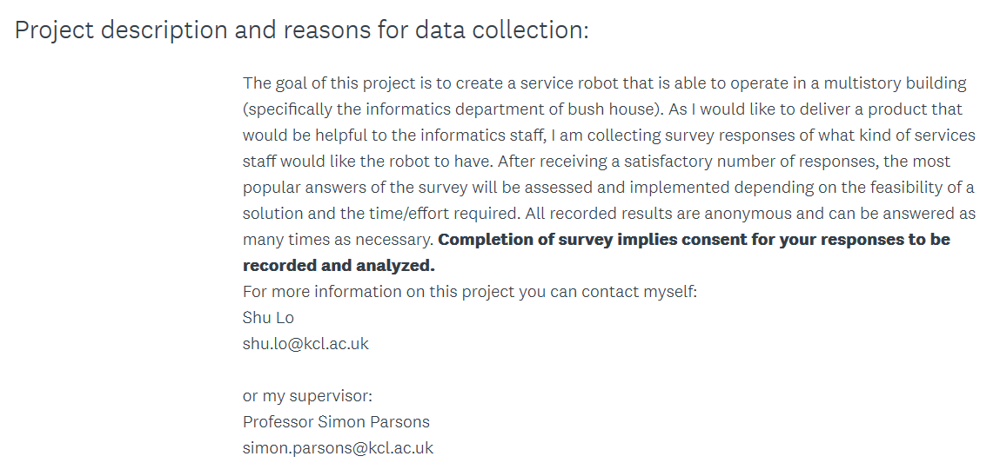 Project description and reasons for data collection:
The goal of this project is to create a service robot that is able to operate in a multistory building
(specifically the informatics department of bush house). As I would like to deliver a product that
would be helpful to the informatics staff, I am collecting survey responses of what kind of services
staff would like the robot to have. After receiving a satisfactory number of responses, the most
popular answers of the survey will be assessed and implemented depending on the feasibility of a
solution and the time/effort required. All recorded results are anonymous and can be answered as
many times as necessary. Completion of survey implies consent for your responses to be
recorded and analyzed.
For more information on this project you can contact myself:
Shu Lo
shu.lo@kcl.ac.uk
or my supervisor:
Professor Simon Parsons
simon.parsons@kcl.ac.uk